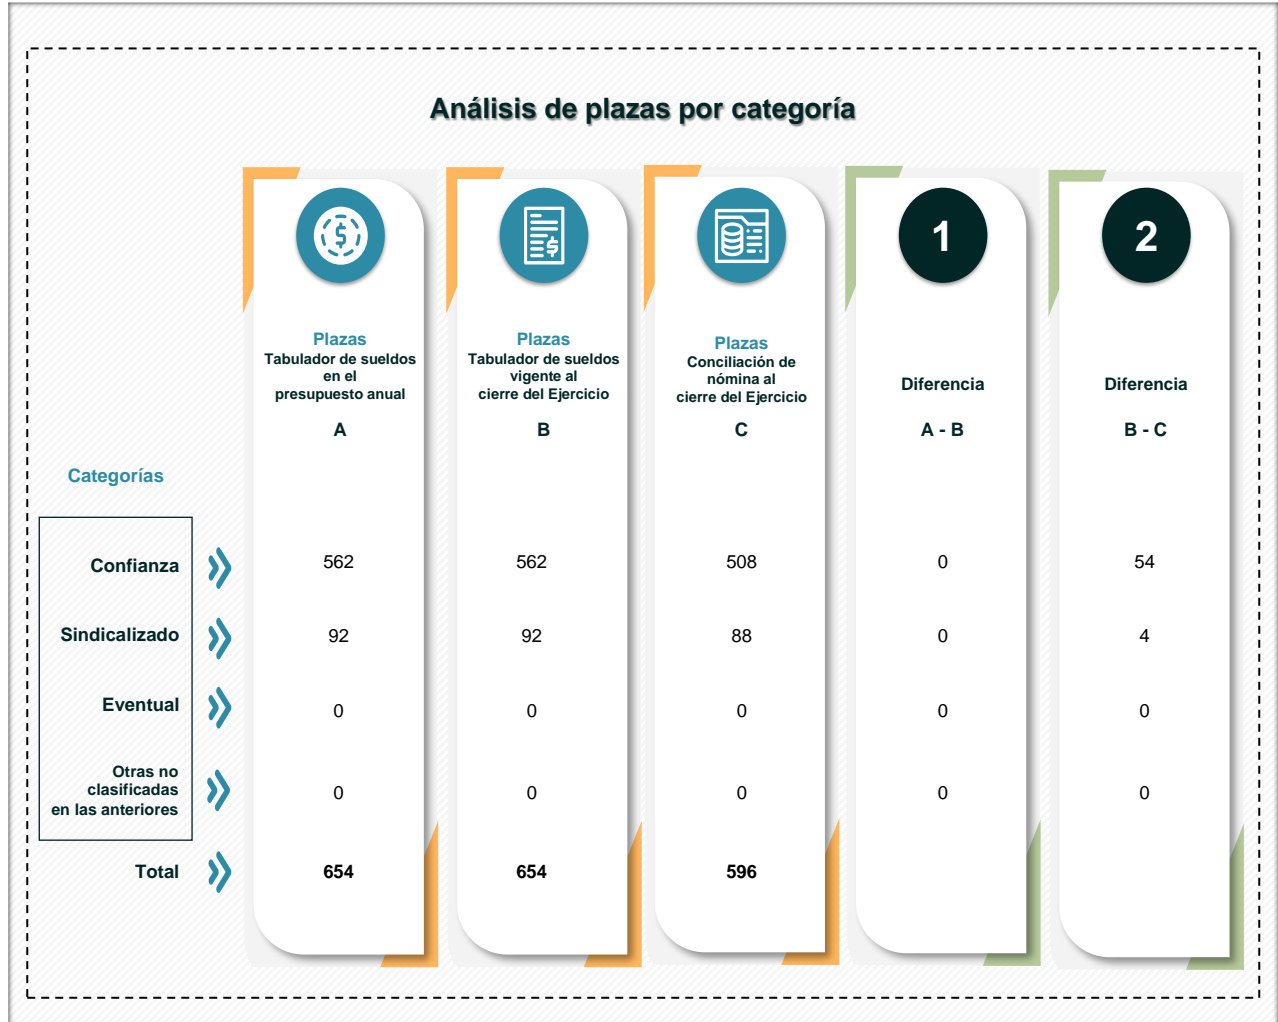 Análisis de plazas por categoría
1
2
Plazas
Tabulador de sueldos
en el
presupuesto anual
A
Plazas
Tabulador de sueldos
vigente al
cierre del Ejercicio
B
Plazas
Conciliación de
nómina al
cierre del Ejercicio
C
Diferencia
A - B
Diferencia
B - C
Categorías
Confianza 562 562 508 0 54
Sindicalizado 92 92 88 0 4
Eventual 0 0 0 0 0
Otras no
clasificadas
en las anteriores 0 0 0 0 0
Total 654 654 596